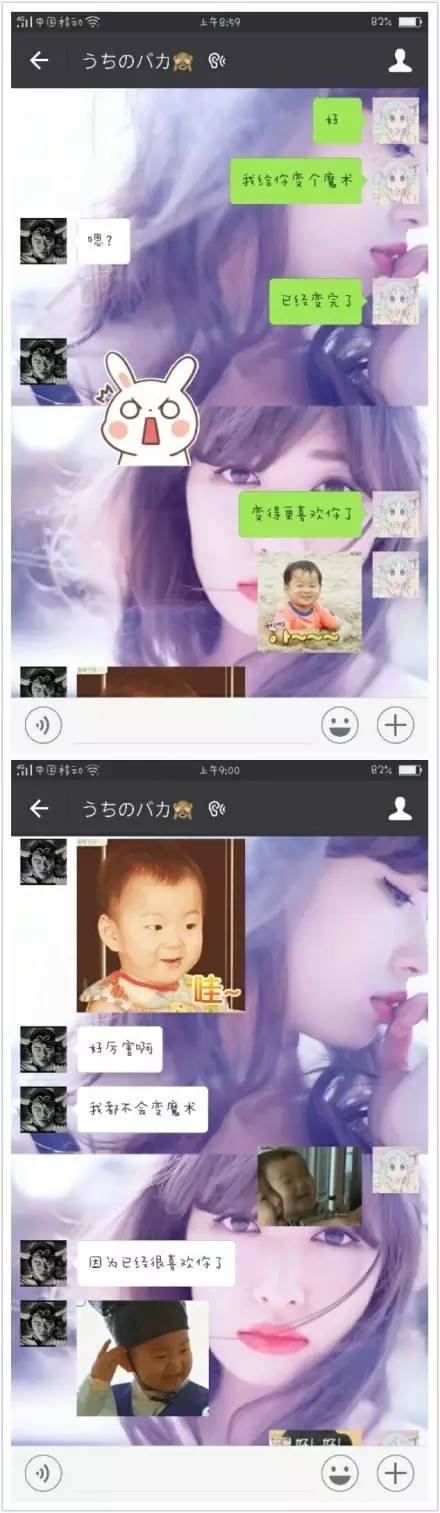 中国移动 上午8:59 82%
うちのバカ
好
我给你变个魔术
嗯?
已经变完了
变得更喜欢你了
아~~~~
中国移动 上午9:00 82%
うちのバカ
哇~
好厉害啊
我都不会变魔术
因为已经很喜欢你了